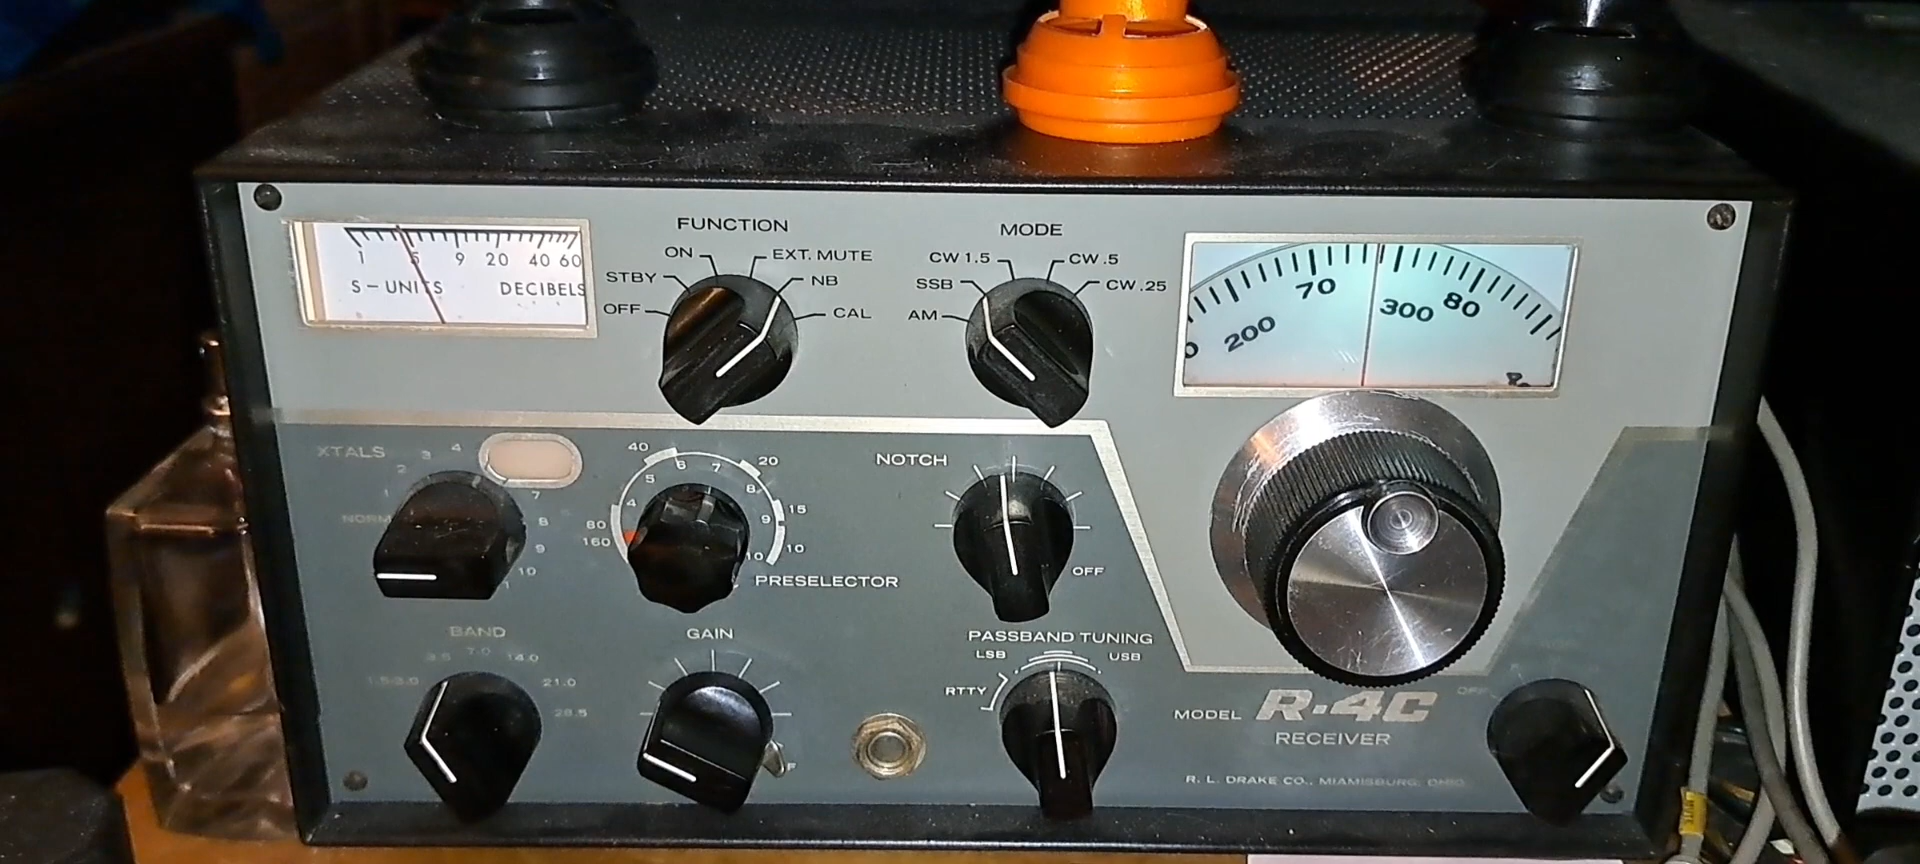 FUNCTION
ON
EXT. MUTE
STBY
NB
OFF
CAL
MODE
CW 1.5
CW .5
SSB
CW .25
AM
1 5 9 20 40 60
S-UNITS DECIBELS
70 80
200 300
XTALS
2 3 4
7
8
9
10
NORM
40
6 7
20
5
8
4
80
9
15
160
10
10
PRESELECTOR
NOTCH
OFF
BAND
3.5 7.0 14.0
1.5-3.0
21.0
28.5
GAIN
PASSBAND TUNING
LSB
USB
RTTY
MODEL R-4C
RECEIVER
R. L. DRAKE CO., MIAMISBURG, OHIO
OFF